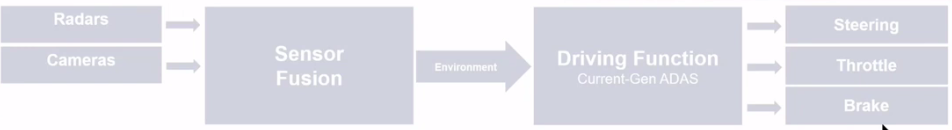 Radars
Cameras
Sensor
Fusion
Environment
Driving Function
Current-Gen ADAS
Steering
Throttle
Brake